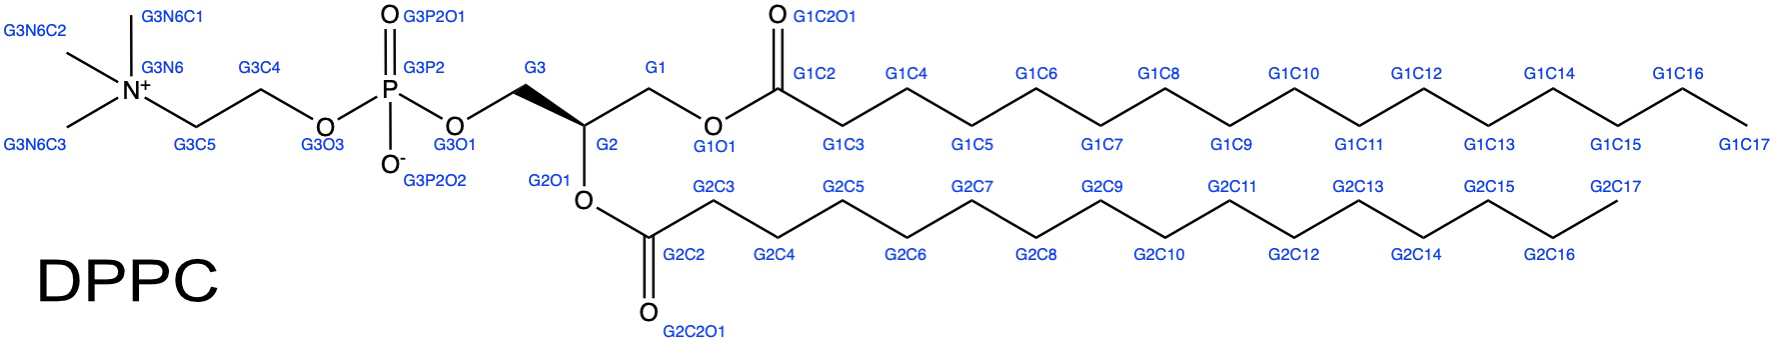 G3N6C1
G3N6C2
G3N6
N+
G3N6C3
G3C5
G3C4
O
G3O3
O
G3P2O1
G3P2
P
O-
G3P2O2
O
G3O1
G3
G2
G1
O
G1O1
O
G1C2O1
G1C2
G1C3
G1C4
G1C5
G1C6
G1C7
G1C8
G1C9
G1C10
G1C11
G1C12
G1C13
G1C14
G1C15
G1C16
G1C17
G2O1
O
G2C2
O
G2C2O1
G2C3
G2C4
G2C5
G2C6
G2C7
G2C8
G2C9
G2C10
G2C11
G2C12
G2C13
G2C14
G2C15
G2C16
G2C17
DPPC